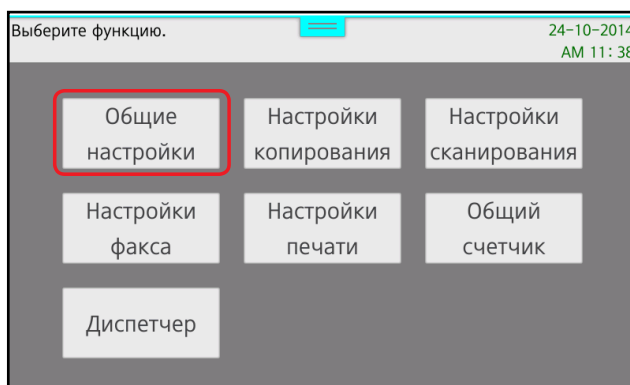 Выберите функцию.
24-10-2014
AM 11:38
Общие
настройки
Настройки
копирования
Настройки
сканирования
Настройки
факса
Настройки
печати
Общий
счетчик
Диспетчер